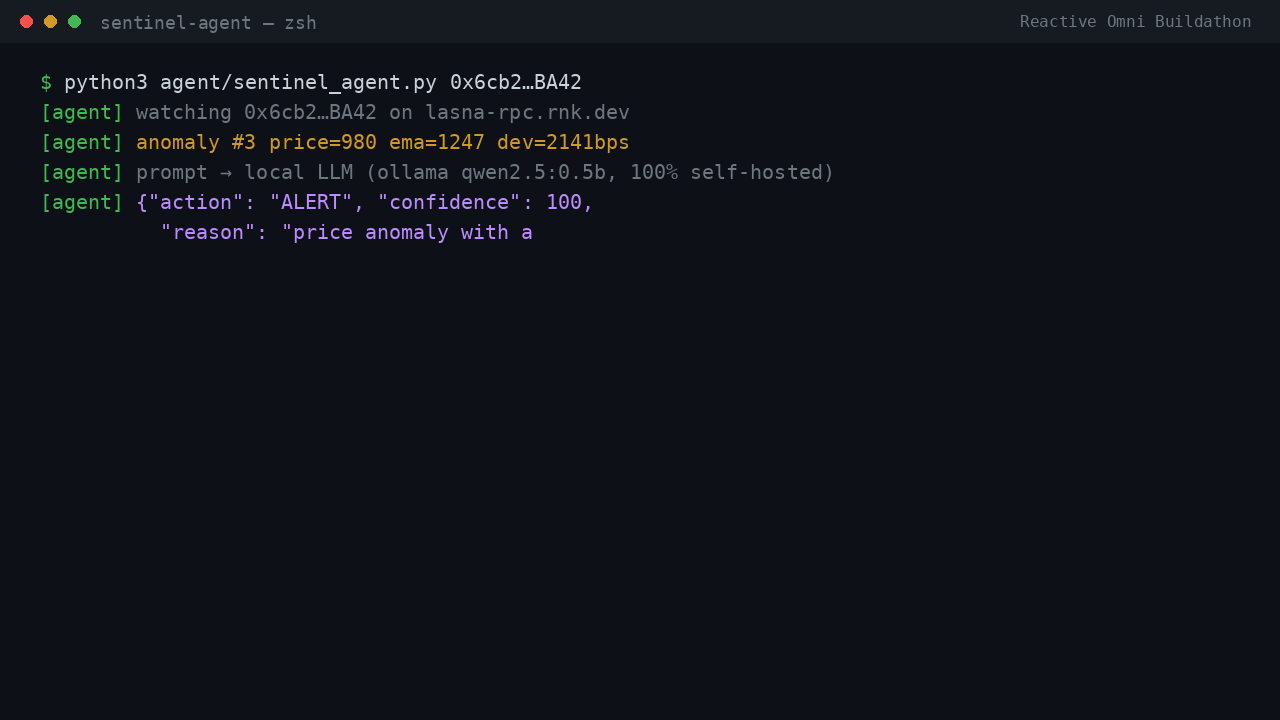 sentinel-agent — zsh
Reactive Omni Buildathon
$ python3 agent/sentinel_agent.py 0x6cb2…BA42
[agent] watching 0x6cb2…BA42 on lasna-rpc.rnk.dev
[agent] anomaly #3 price=980 ema=1247 dev=2141bps
[agent] prompt → local LLM (ollama qwen2.5:0.5b, 100% self-hosted)
[agent] {"action": "ALERT", "confidence": 100,
"reason": "price anomaly with a